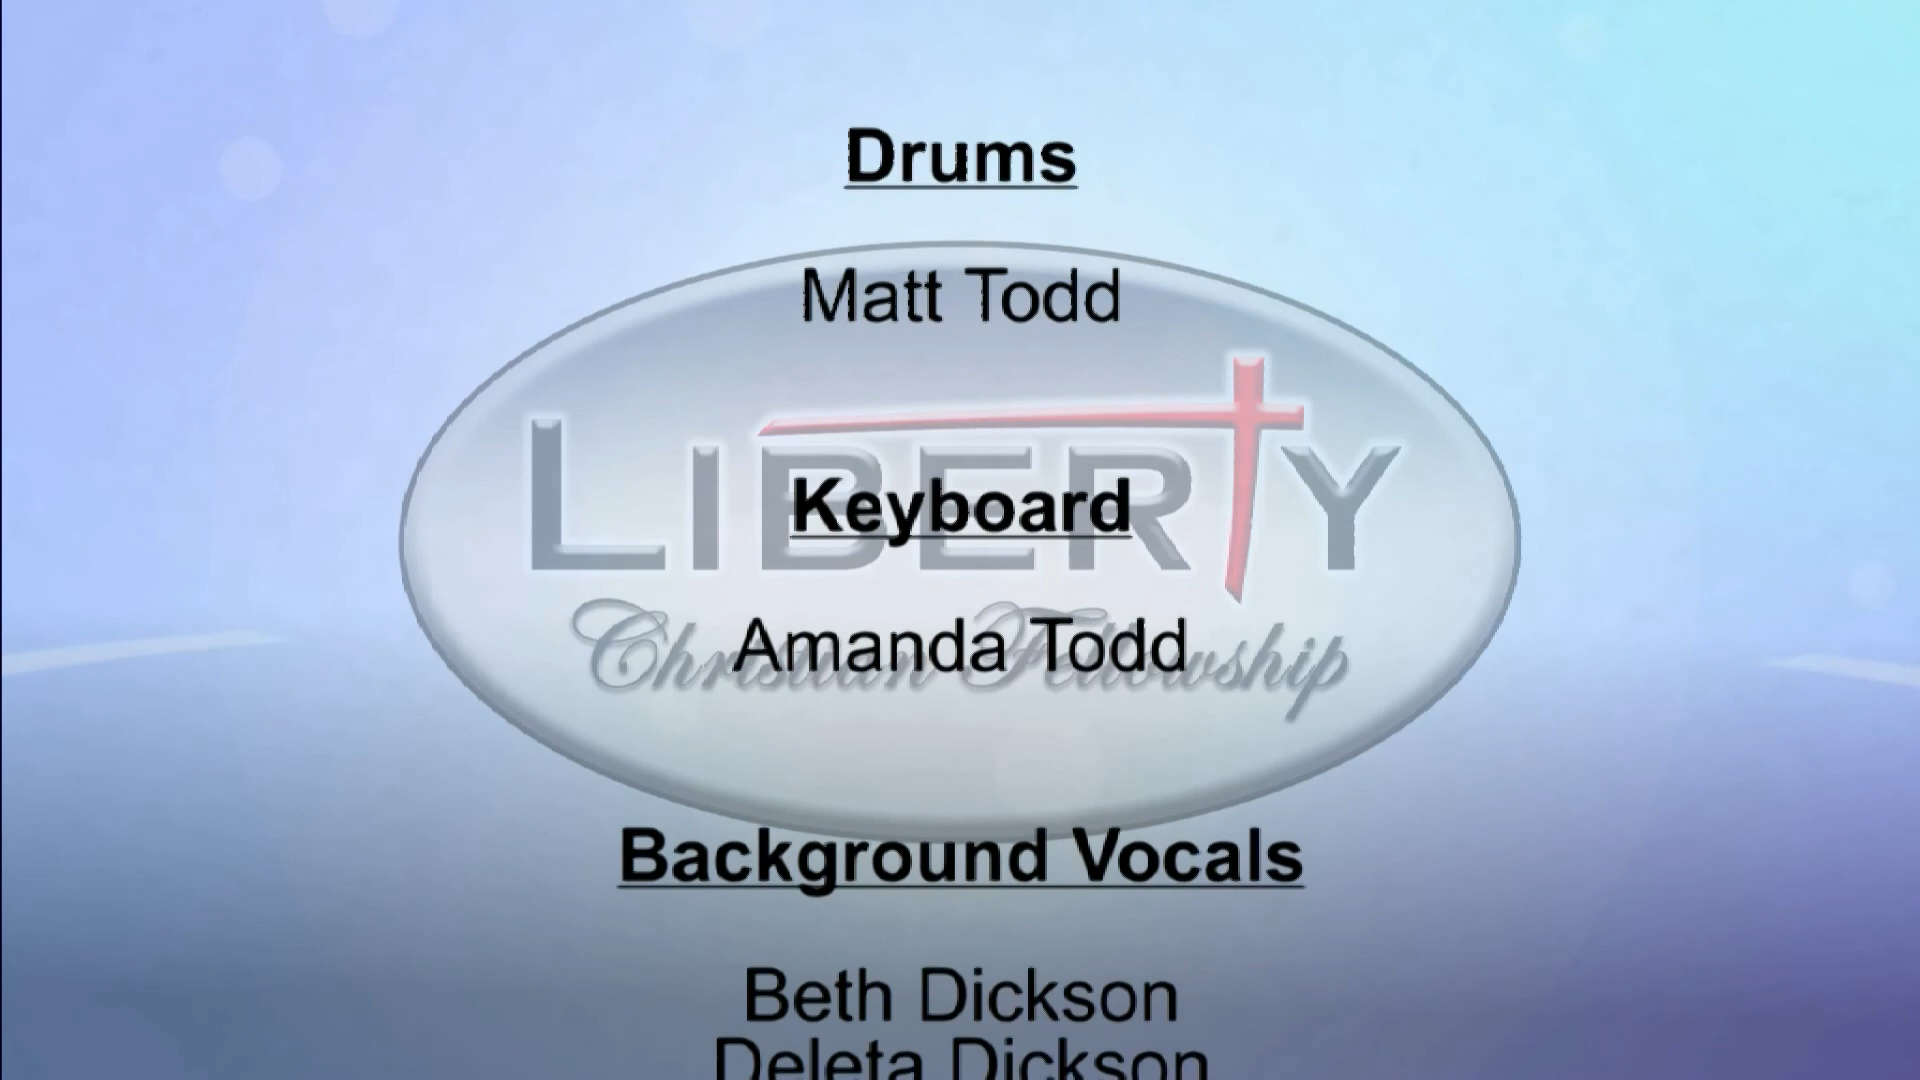 Drums
Matt Todd
LIBERTY
Keyboard
Christian Fellowship
Amanda Todd
Background Vocals
Beth Dickson
Deleta Dickson